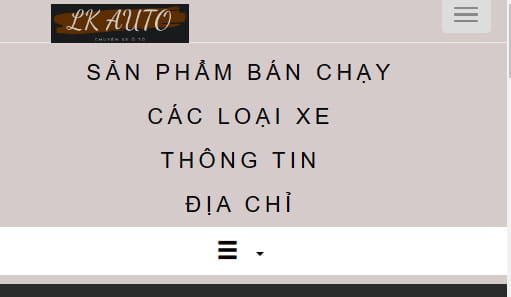 LK AUTO
CHUYÊN XE Ô TÔ
SẢN PHẨM BÁN CHẠY
CÁC LOẠI XE
THÔNG TIN
ĐỊA CHỈ